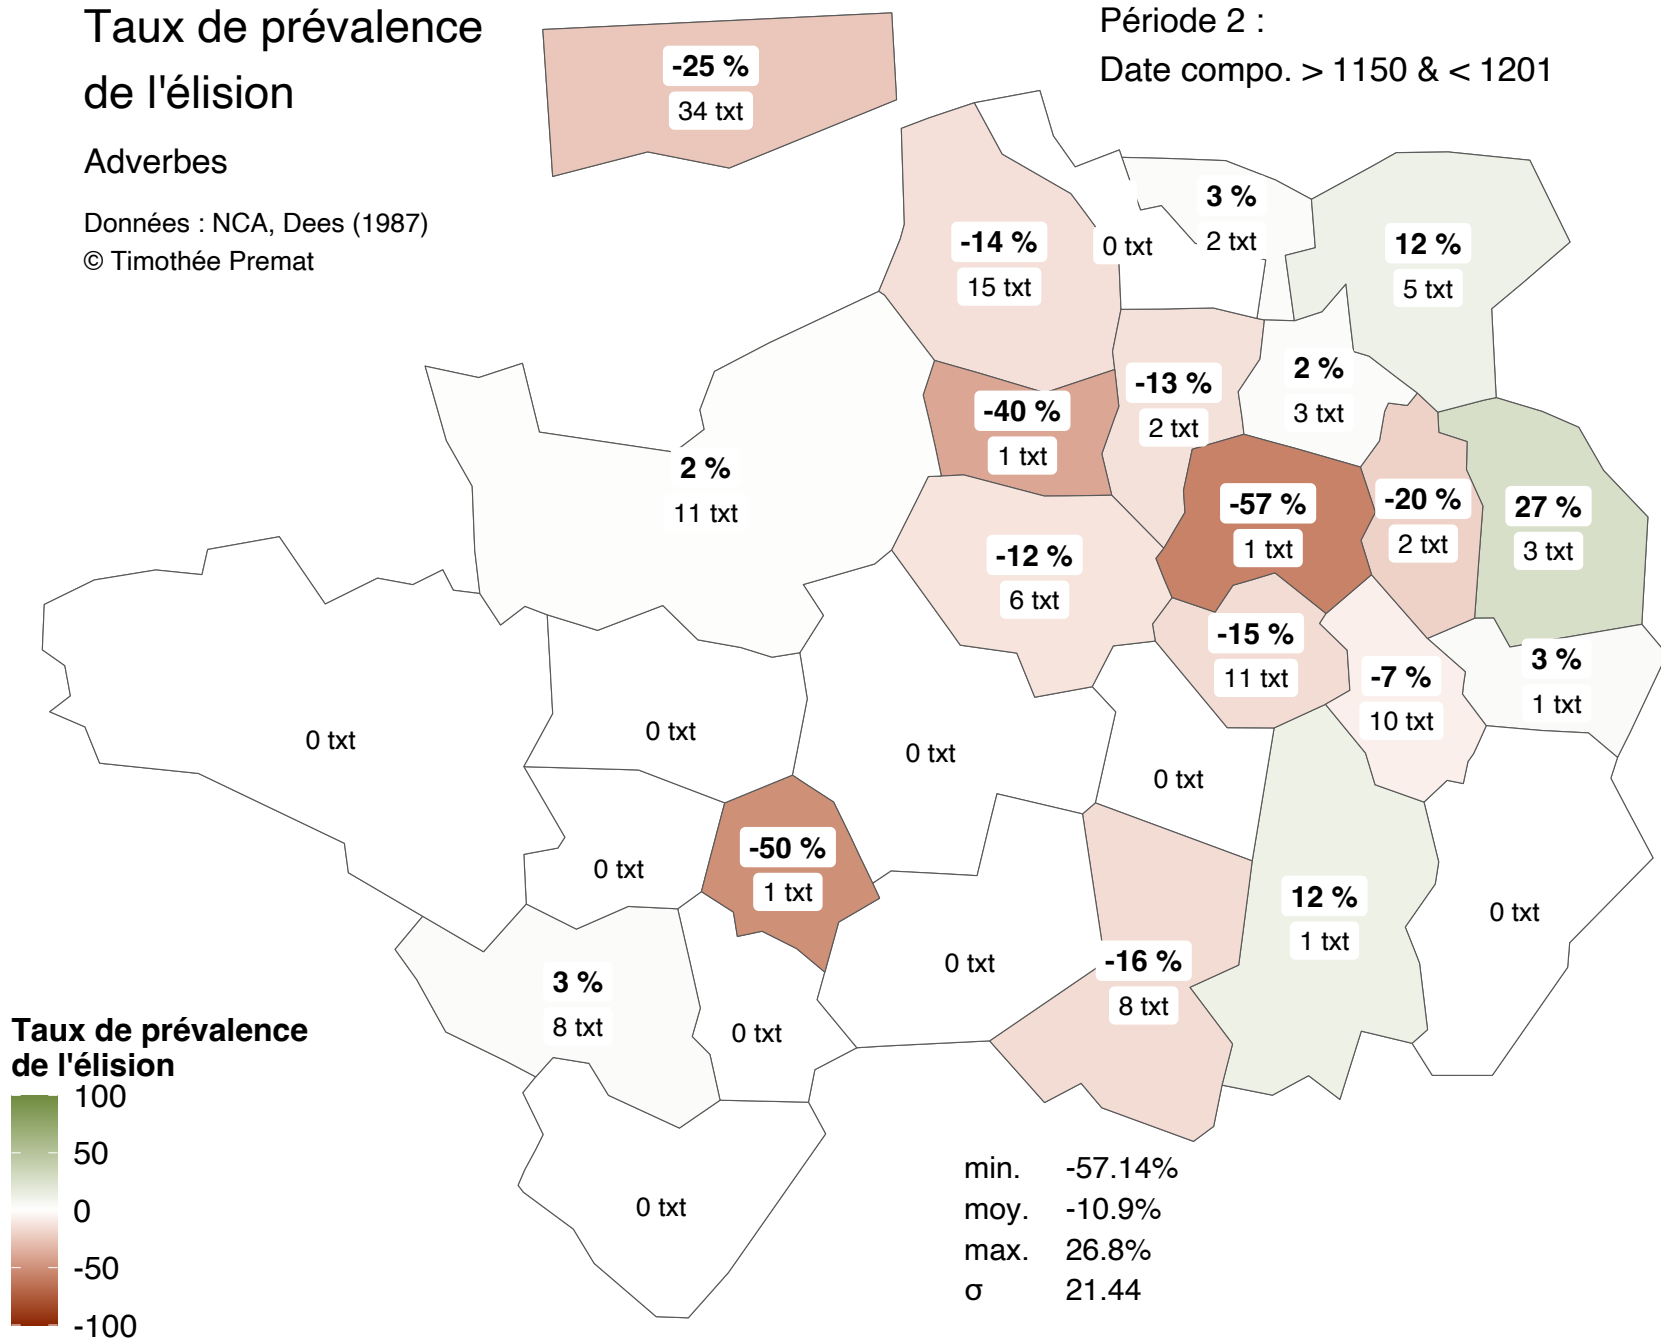 Taux de prévalence
de l'élision
Adverbes
Données : NCA, Dees (1987)
© Timothée Premat
Période 2 :
Date compo. > 1150 & < 1201
-25 %
34 txt
-14 %
15 txt
0 txt
3 %
2 txt
12 %
5 txt
-40 %
1 txt
-13 %
2 txt
2 %
3 txt
2 %
11 txt
-57 %
1 txt
-20 %
2 txt
27 %
3 txt
-12 %
6 txt
-15 %
11 txt
-7 %
10 txt
3 %
1 txt
0 txt
0 txt
0 txt
0 txt
0 txt
-50 %
1 txt
12 %
1 txt
0 txt
3 %
8 txt
0 txt
0 txt
-16 %
8 txt
0 txt
Taux de prévalence
de l'élision
100
50
0
-50
-100
min. -57.14%
moy. -10.9%
max. 26.8%
σ 21.44